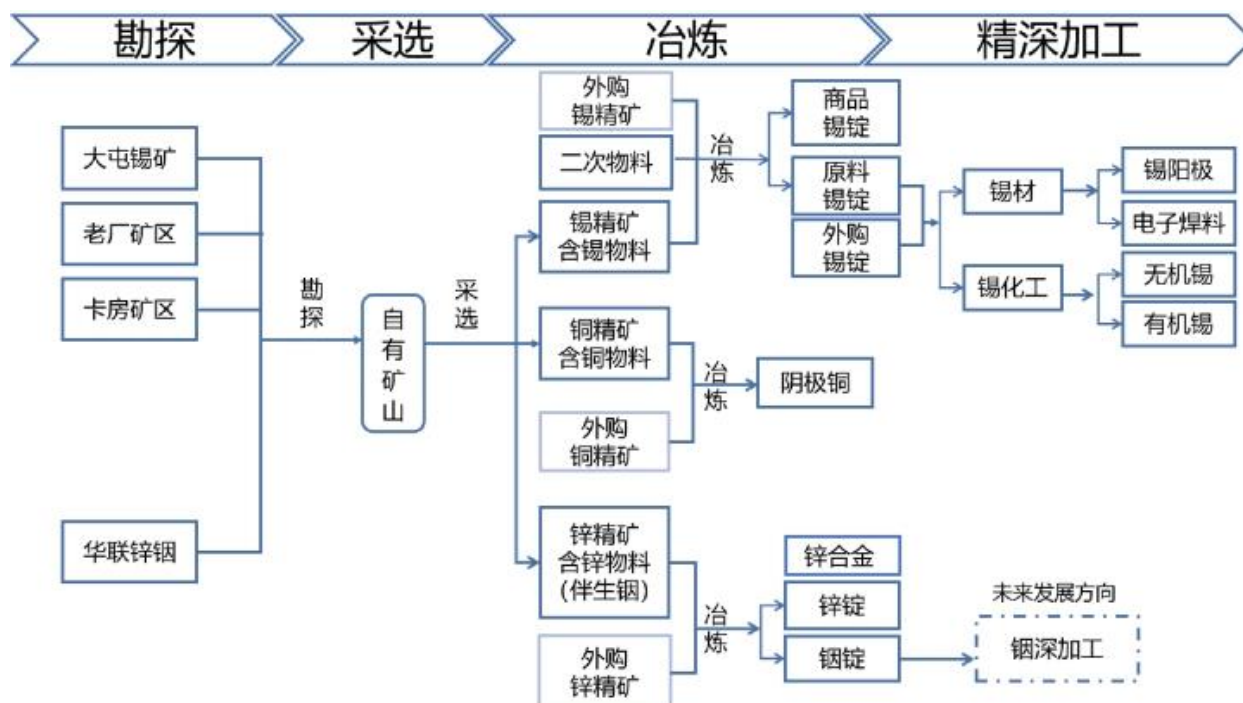 勘探
采选
冶炼
精深加工
大屯锡矿
老厂矿区
卡房矿区
华联锌铟
勘探
自有矿山
采选
外购
锡精矿
二次物料
锡精矿
含锡物料
冶炼
商品
锡锭
原料
锡锭
外购
锡锭
锡材
锡化工
锡阳极
电子焊料
无机锡
有机锡
铜精矿
含铜物料
外购
铜精矿
冶炼
阴极铜
锌精矿
含锌物料
(伴生铟)
外购
锌精矿
冶炼
锌合金
锌锭
铟锭
未来发展方向
铟深加工